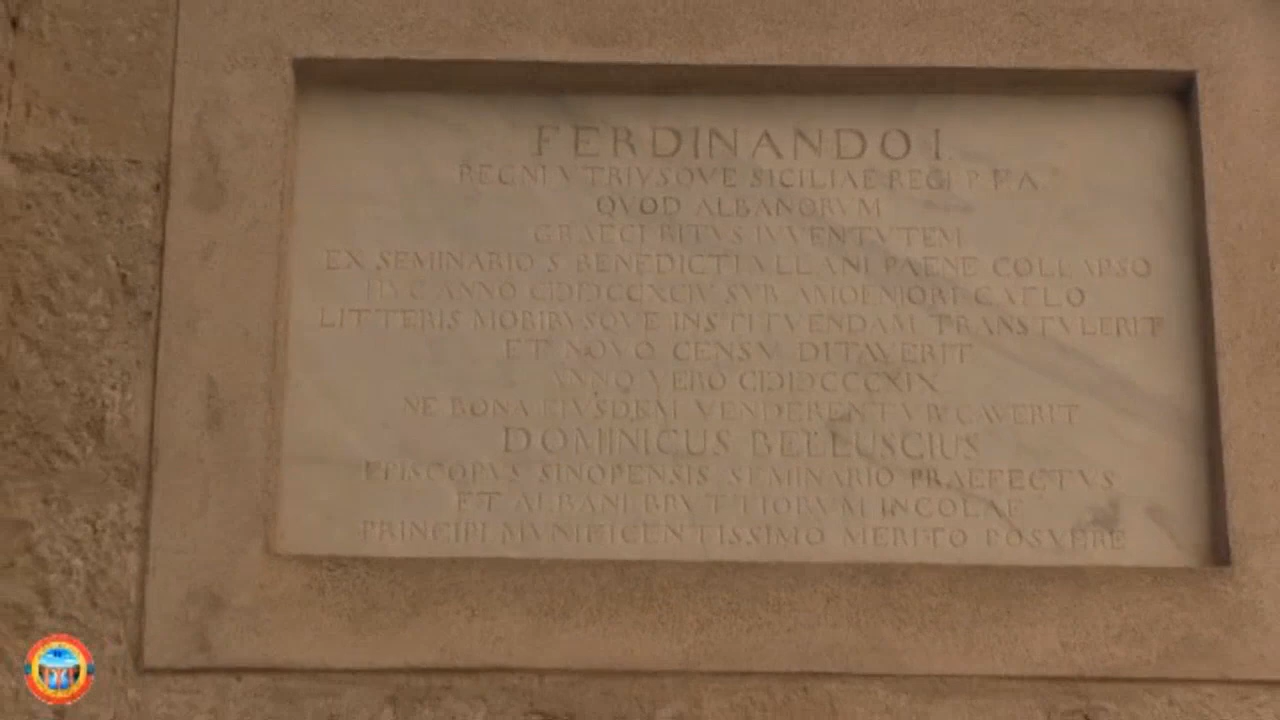 FERDINANDO I.
REGNI VTRIVSQVE SICILIAE REGI P F A
QVOD ALBANORVM
GRAECI RITVS IVVENTVTEM
EX SEMINARIO S BENEDICTI VLLANI PAENE COLLAPSO
HVC ANNO CIƆIƆCCXCIV SVB AMOENIORI CAELO
LITTERIS MORIBVSQVE INSTITVENDAM TRANSTVLERIT
ET NOVO CENSV DITAVERIT
ANNO VERO CIƆIƆCCCXIX
NE BONA EIVSDEM VENDERENTVR CAVERIT
DOMINICUS BELLUSCIUS
EPISCOPVS SINOPENSIS SEMINARIO PRAEFECTVS
ET ALBANI BRVTTIORVM INCOLAE
PRINCIPI MVNIFICENTISSIMO MERITO POSVERE